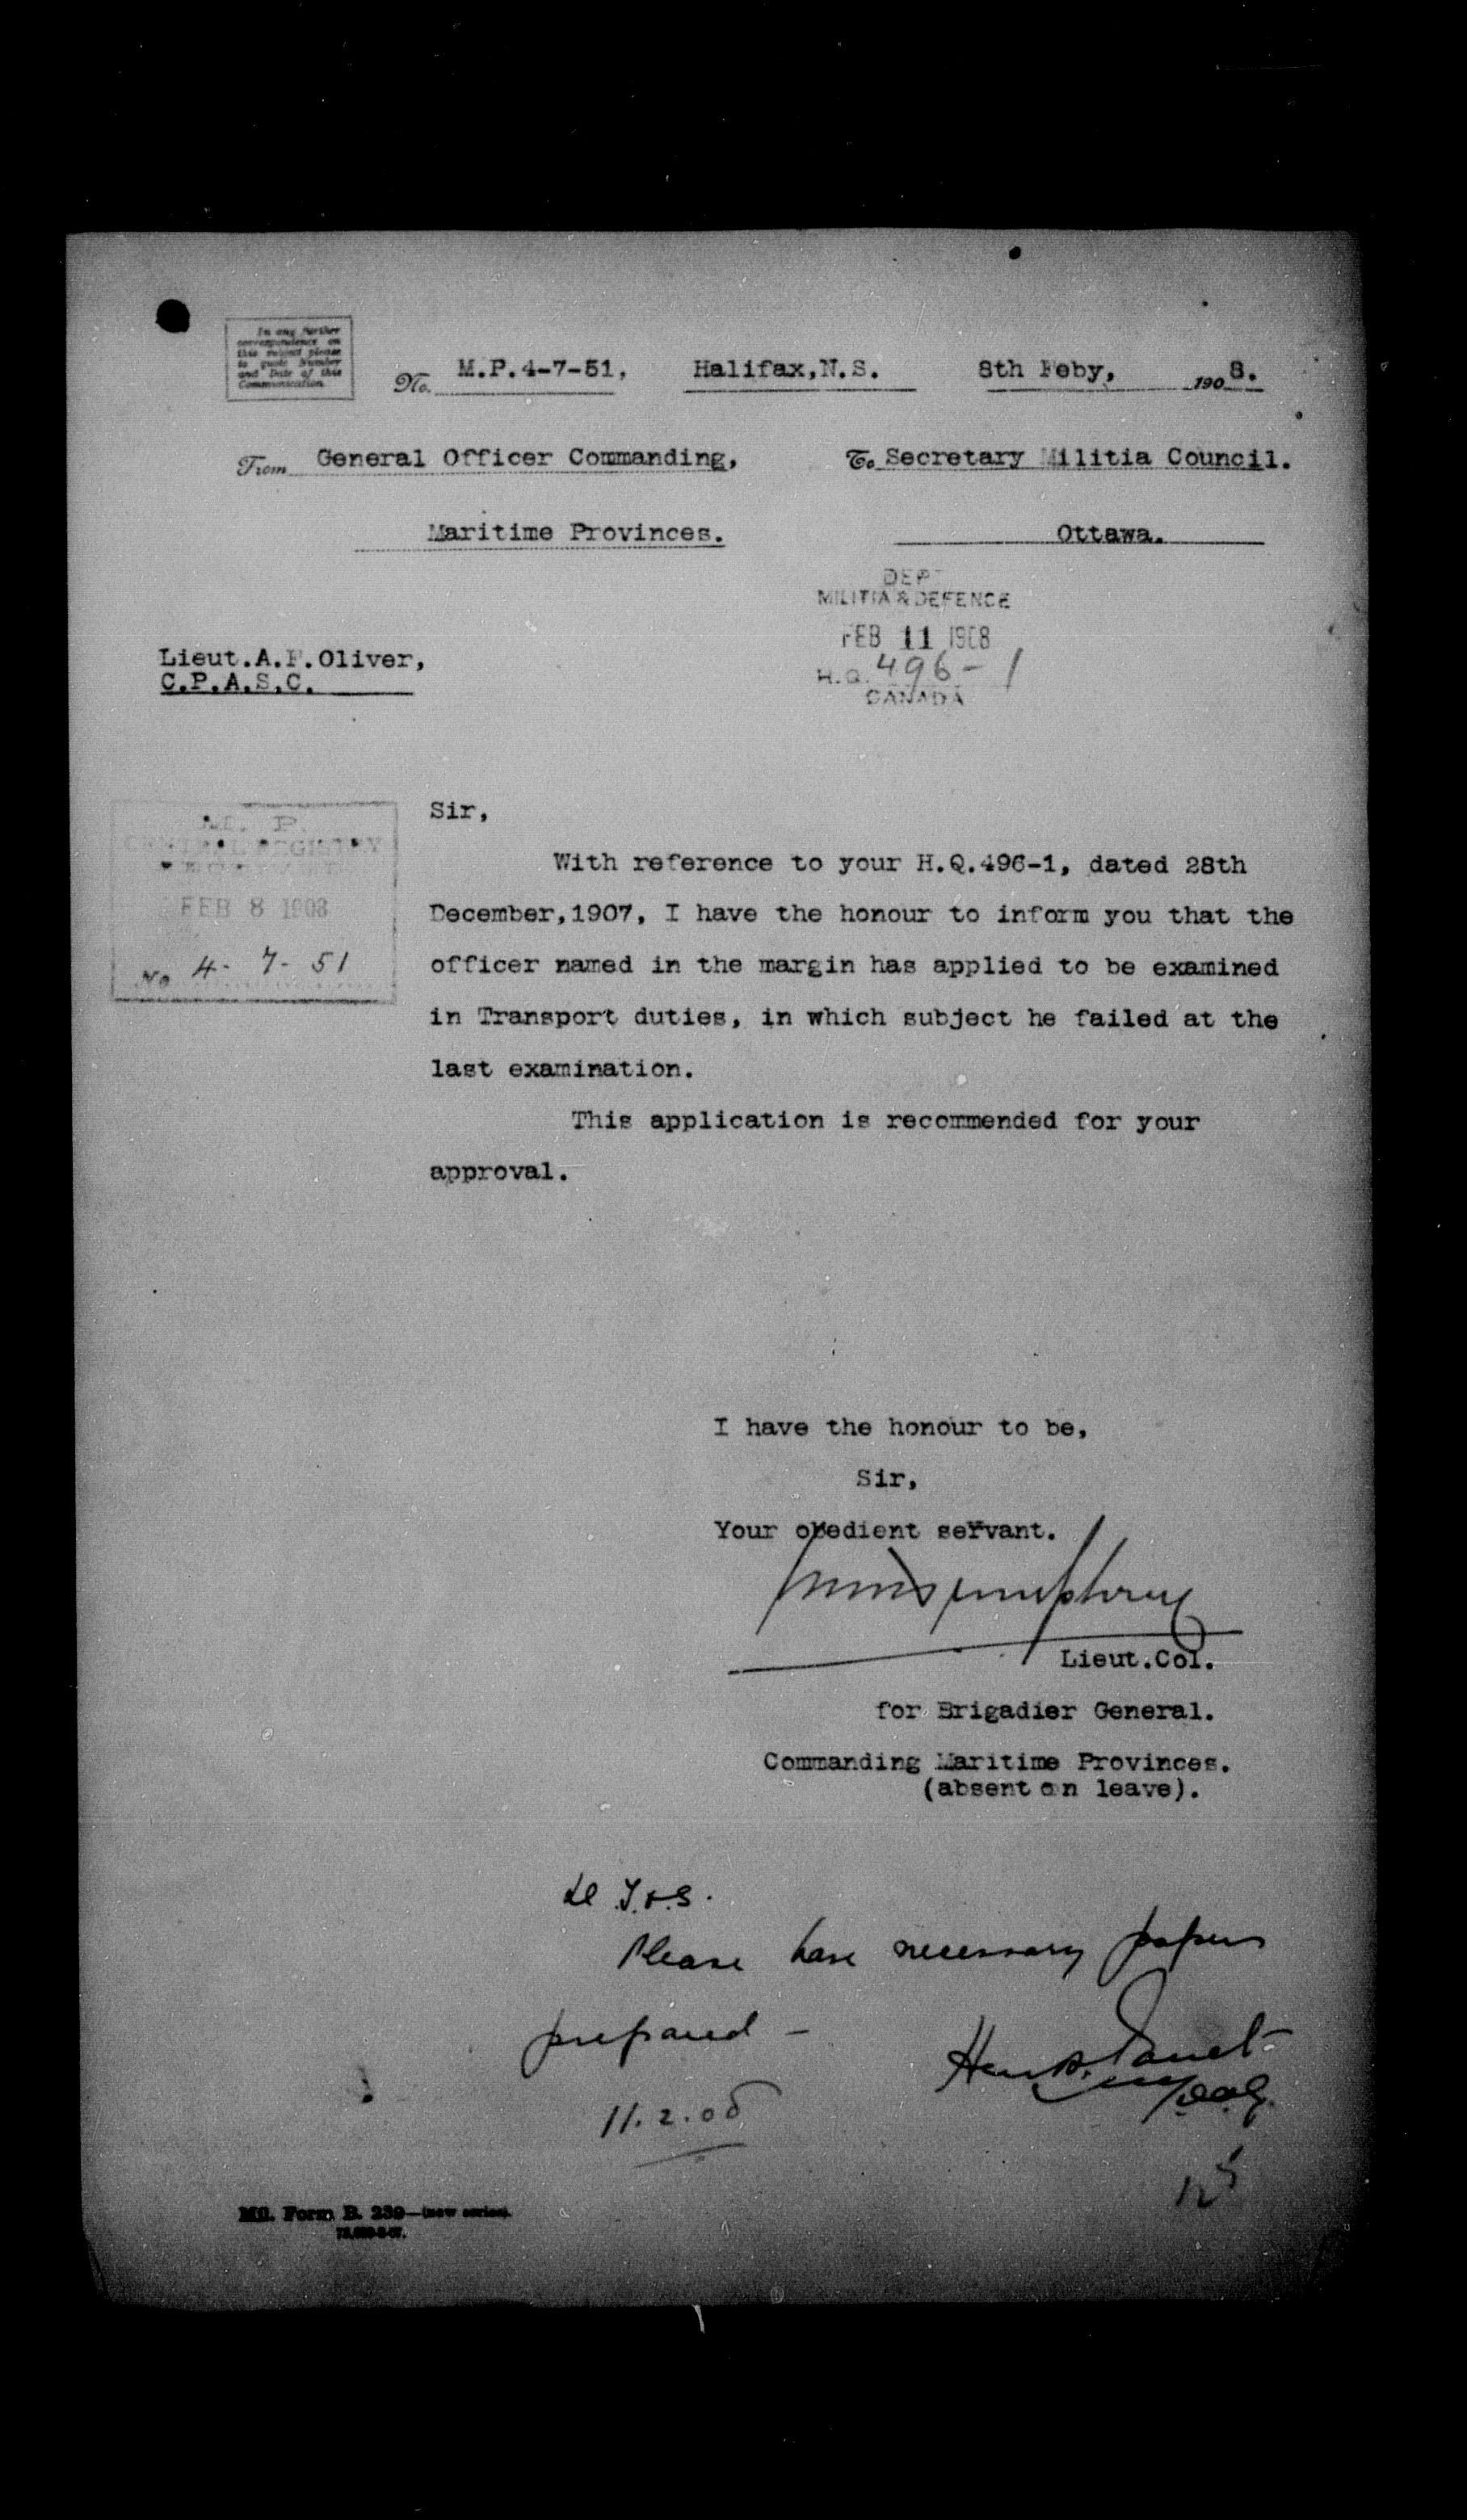 In any further
correspondence on
this subject please
to quote Number
and Date of this
Communication.
No. M.P.4-7-51, Halifax,N.S. 8th Feby, 1908.
From General Officer Commanding, To Secretary Militia Council.
Maritime Provinces. Ottawa.
DEPT
MILITIA & DEFENCE
FEB 11 1908
H.Q. 496-1
CANADA
Lieut.A.F.Oliver,
C.P.A.S.C.
M. P.
CENTRAL REGISTRY
FEB 8 1908
No 4-7-51
Sir,
With reference to your H.Q.496-1, dated 28th
December,1907, I have the honour to inform you that the
officer named in the margin has applied to be examined
in Transport duties, in which subject he failed at the
last examination.
This application is recommended for your
approval.
I have the honour to be,
Sir,
Your obedient servant.
Lieut.Col.
for Brigadier General.
Commanding Maritime Provinces.
(absent on leave).
Please have necessary papers
prepared -
11.2.08
Mil. Form B. 239—(new series).